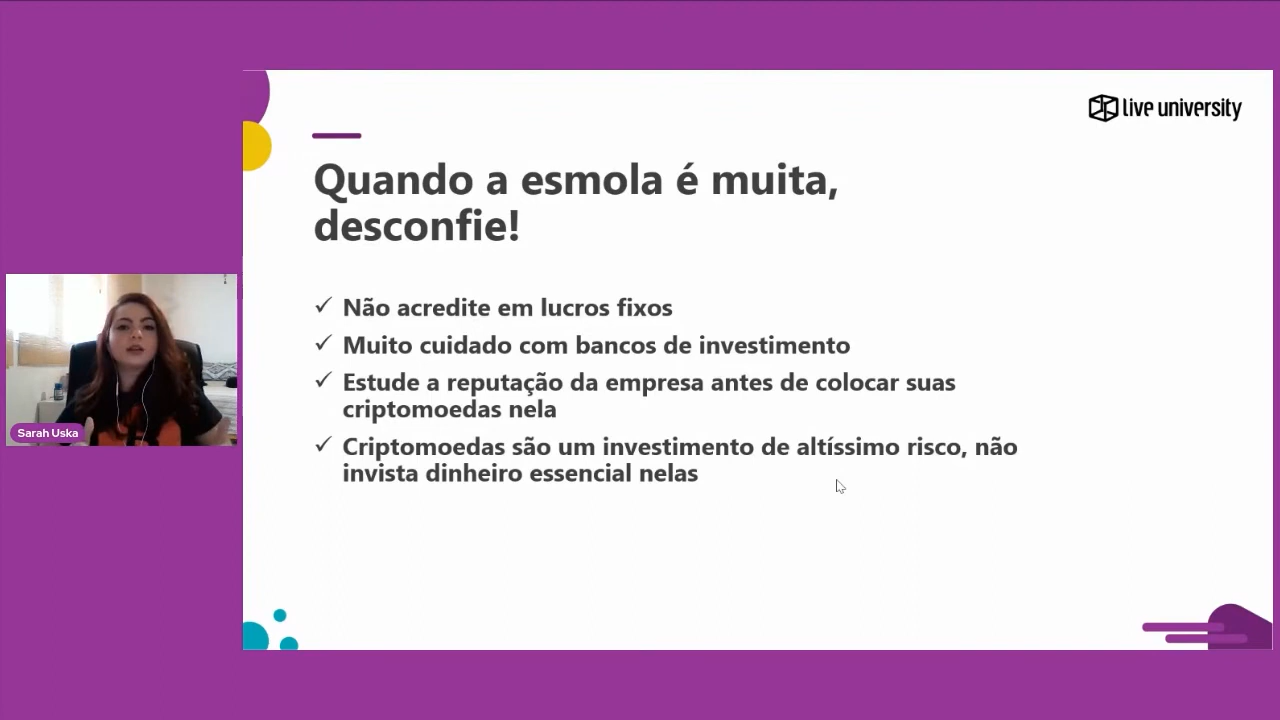 live university
Quando a esmola é muita,
desconfie!
Não acredite em lucros fixos
Muito cuidado com bancos de investimento
Estude a reputação da empresa antes de colocar suas
criptomoedas nela
Criptomoedas são um investimento de altíssimo risco, não
invista dinheiro essencial nelas
Sarah Uska